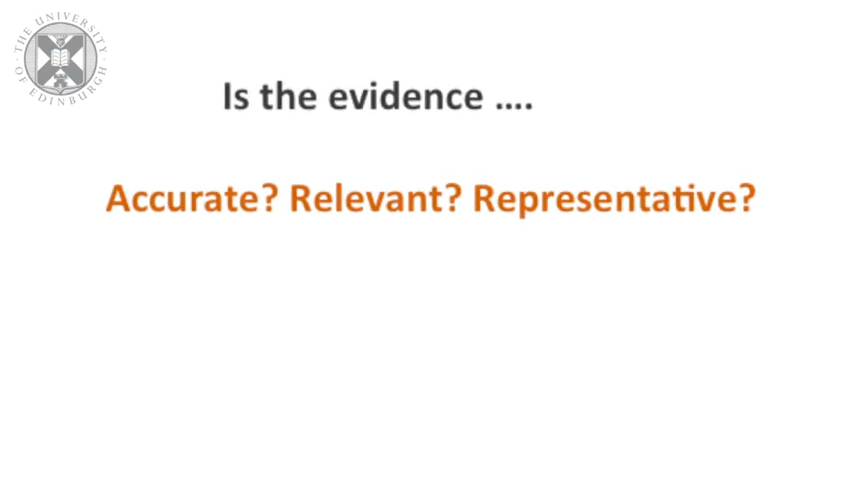 THE UNIVERSITY
OF EDINBURGH
Is the evidence ....
Accurate? Relevant? Representative?